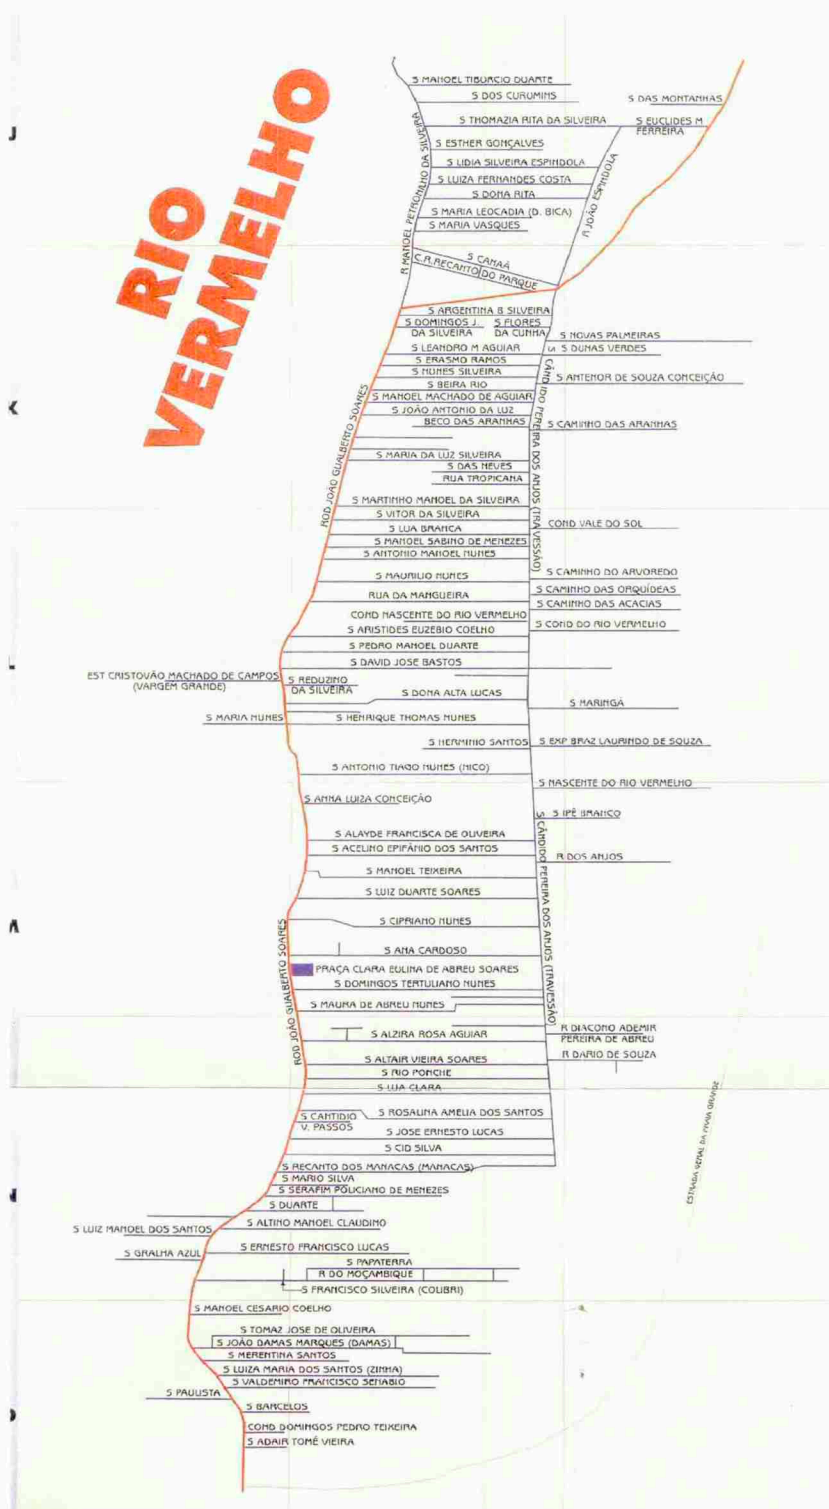 RIO
VERMELHO
J
S MANOEL TIBURCIO DUARTE
S DOS CURUMINS
S DAS MONTANHAS
S THOMAZIA RITA DA SILVEIRA
S EUCLIDES M
FERREIRA
R MANOEL PETRONILHO DA SILVEIRA
S ESTHER GONÇALVES
S LIDIA SILVEIRA ESPINDOLA
R JOÃO ESPINDOLA
S LUIZA FERNANDES COSTA
S DONA RITA
S MARIA LEOCADIA (D. BICA)
S MARIA VASQUES
S CANAÃ
C.R.RECANTO DO PARQUE
S ARGENTINA B SILVEIRA
S DOMINGOS J.
DA SILVEIRA
S FLORES
DA CUNHA
S NOVAS PALMEIRAS
S LEANDRO M AGUIAR
S DUNAS VERDES
S ERASMO RAMOS
S NUNES SILVEIRA
S ANTENOR DE SOUZA CONCEIÇÃO
S BEIRA RIO
K
S MANOEL MACHADO DE AGUIAR
S JOÃO ANTONIO DA LUZ
BECO DAS ARANHAS
S CAMINHO DAS ARANHAS
ROD JOÃO GUALBERTO SOARES
S CÂNDIDO PEREIRA DOS ANJOS (TRAVESSÃO)
S MARIA DA LUZ SILVEIRA
S DAS NEVES
RUA TROPICANA
S MARTINHO MANOEL DA SILVEIRA
S VITOR DA SILVEIRA
S LUA BRANCA
COND VALE DO SOL
S MANOEL SABINO DE MENEZES
S ANTONIO MANOEL NUNES
S MAURILIO NUNES
S CAMINHO DO ARVOREDO
RUA DA MANGUEIRA
S CAMINHO DAS ORQUÍDEAS
S CAMINHO DAS ACACIAS
COND NASCENTE DO RIO VERMELHO
S ARISTIDES EUZEBIO COELHO
S COND DO RIO VERMELHO
S PEDRO MANOEL DUARTE
L
S DAVID JOSE BASTOS
EST CRISTOVÃO MACHADO DE CAMPOS
(VARGEM GRANDE)
S REDUZINO
DA SILVEIRA
S DONA ALTA LUCAS
S MARINGÁ
S MARIA NUNES
S HENRIQUE THOMAS NUNES
S HERMINIO SANTOS
S EXP BRAZ LAURINDO DE SOUZA
S ANTONIO TIAGO NUNES (NICO)
S NASCENTE DO RIO VERMELHO
S ANNA LUIZA CONCEIÇÃO
S IPÊ BRANCO
S ALAYDE FRANCISCA DE OLIVEIRA
S ACELINO EPIFÂNIO DOS SANTOS
R DOS ANJOS
S MANOEL TEIXEIRA
S LUIZ DUARTE SOARES
S CÂNDIDO PEREIRA DOS ANJOS (TRAVESSÃO)
M
S CIPRIANO NUNES
ROD JOÃO GUALBERTO SOARES
S ANA CARDOSO
PRAÇA CLARA EULINA DE ABREU SOARES
S DOMINGOS TERTULIANO NUNES
S MAURA DE ABREU NUNES
S ALZIRA ROSA AGUIAR
R DIACONO ADEMIR
PEREIRA DE ABREU
S ALTAIR VIEIRA SOARES
R DARIO DE SOUZA
S RIO PONCHE
S LUA CLARA
S CANTIDIO
V. PASSOS
S ROSALINA AMELIA DOS SANTOS
S JOSE ERNESTO LUCAS
S CID SILVA
ESTRADA GERAL DA PRAIA GRANDE
S RECANTO DOS MANACAS (MANACAS)
S MARIO SILVA
N
S SERAFIM POLICIANO DE MENEZES
S DUARTE
S LUIZ MANOEL DOS SANTOS
S ALTINO MANOEL CLAUDINO
S GRALHA AZUL
S ERNESTO FRANCISCO LUCAS
S PAPATERRA
R DO MOÇAMBIQUE
S FRANCISCO SILVEIRA (COLIBRI)
S MANOEL CESARIO COELHO
S TOMAZ JOSE DE OLIVEIRA
S JOÃO DAMAS MARQUES (DAMAS)
S MERENTINA SANTOS
S LUIZA MARIA DOS SANTOS (ZINHA)
S VALDEMIRO FRANCISCO SENABIO
S PAULISTA
S BARCELOS
COND DOMINGOS PEDRO TEIXEIRA
S ADAIR TOMÉ VIEIRA